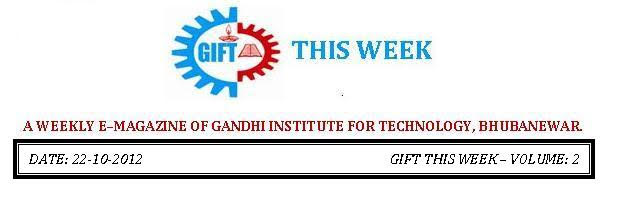 GIFT THIS WEEK
A WEEKLY E-MAGAZINE OF GANDHI INSTITUTE FOR TECHNOLOGY, BHUBANEWAR.
DATE: 22-10-2012 GIFT THIS WEEK – VOLUME: 2